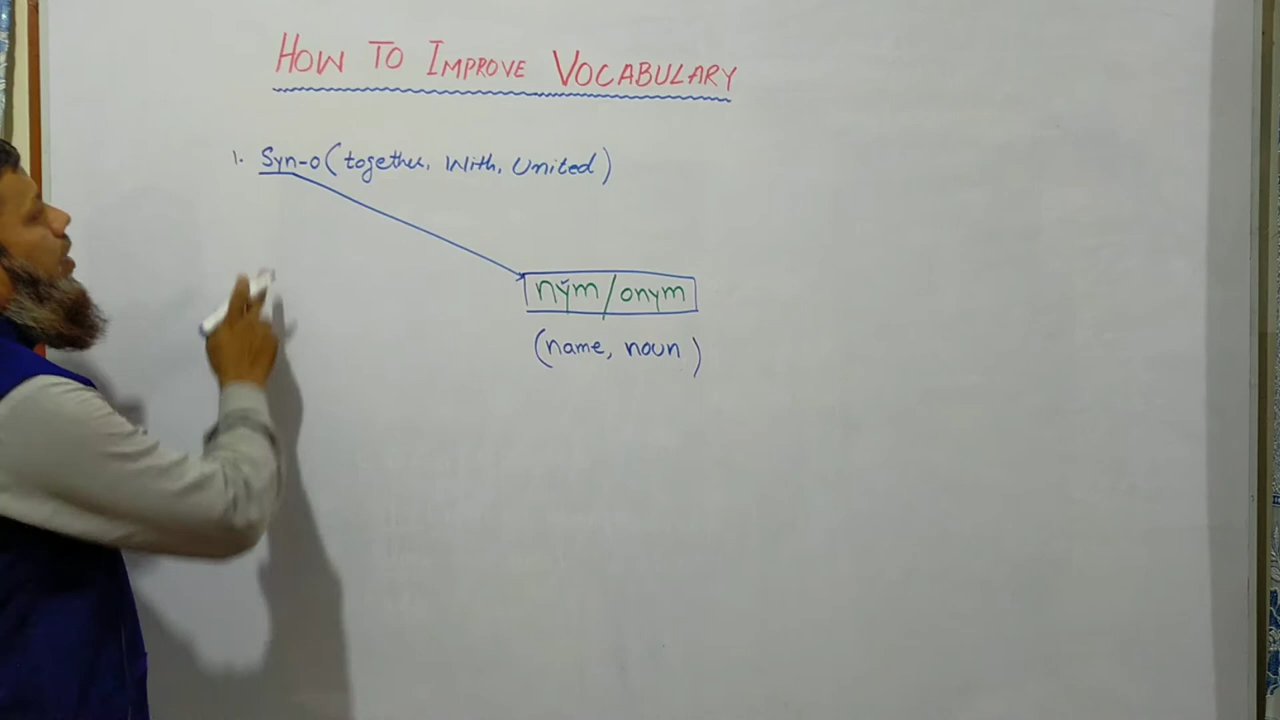 HOW TO IMPROVE VOCABULARY
1. Syn-o (together, With, United)
nym/onym
(name, noun)